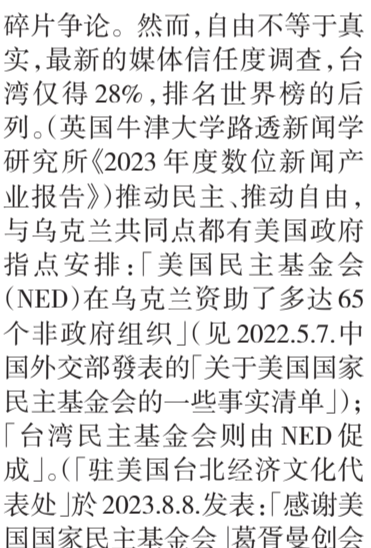 碎片争论。然而,自由不等于真
实,最新的媒体信任度调查,台
湾仅得28%,排名世界榜的后
列。(英国牛津大学路透新闻学
研究所《2023年度数位新闻产
业报告》)推动民主、推动自由,
与乌克兰共同点都有美国政府
指点安排:「美国民主基金会
(NED)在乌克兰资助了多达65
个非政府组织」(见2022.5.7.中
国外交部發表的「关于美国国家
民主基金会的一些事实清单」);
「台湾民主基金会则由NED促
成」。(「驻美国台北经济文化代
表处」於2023.8.8.发表:「感谢美
国国家民主基金会」葛胥曼创会